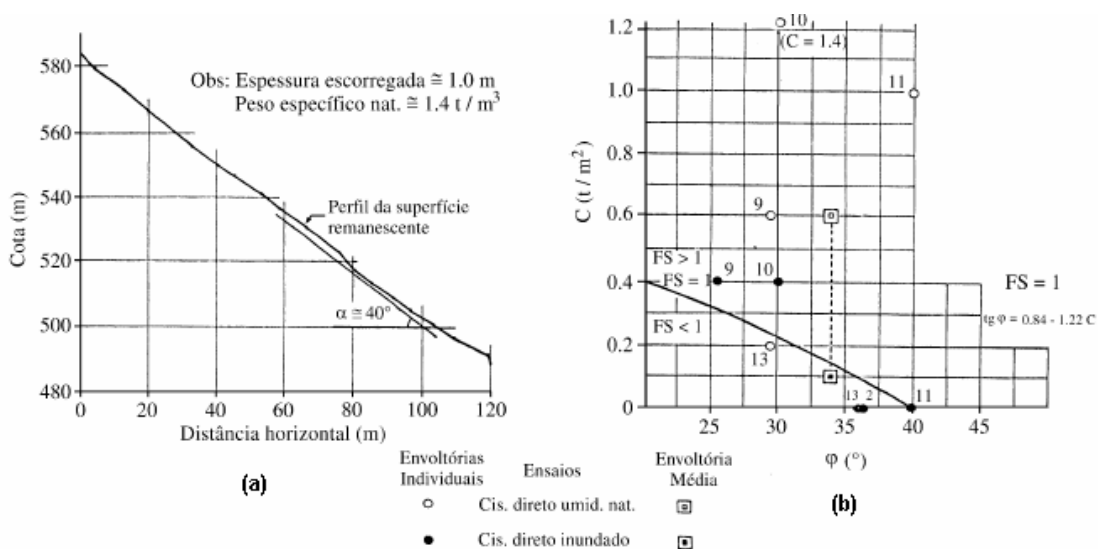 580
560
540
520
500
480
Cota (m)
Obs: Espessura escorregada ≅ 1.0 m
Peso específico nat. ≅ 1.4 t / m³
Perfil da superfície
remanescente
α ≅ 40°
0 20 40 60 80 100 120
Distância horizontal (m)
(a)
1.2
1.0
0.8
0.6
0.4
0.2
0
C (t / m²)
10
(C = 1.4)
11
9
FS > 1
9
10
FS = 1
FS = 1
tg φ = 0.84 - 1.22 C
FS < 1
13
13 2
11
25 30 35 40 45
φ (°)
(b)
Envoltórias
Individuais
Ensaios
Envoltória
Média
Cis. direto umid. nat.
Cis. direto inundado